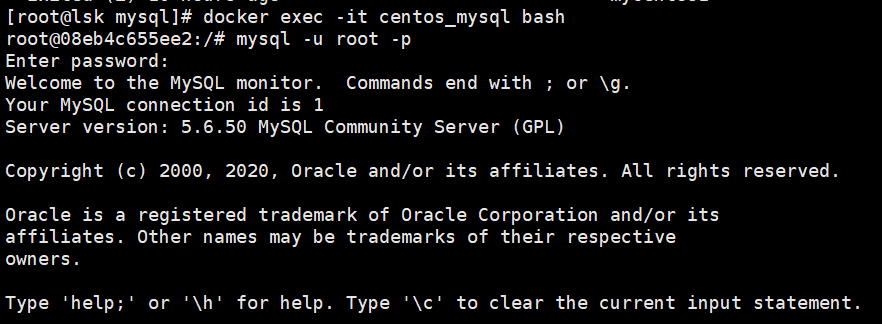 [root@lsk mysql]# docker exec -it centos_mysql bash
root@08eb4c655ee2:/# mysql -u root -p
Enter password:
Welcome to the MySQL monitor.  Commands end with ; or \g.
Your MySQL connection id is 1
Server version: 5.6.50 MySQL Community Server (GPL)
Copyright (c) 2000, 2020, Oracle and/or its affiliates. All rights reserved.
Oracle is a registered trademark of Oracle Corporation and/or its
affiliates. Other names may be trademarks of their respective
owners.
Type 'help;' or '\h' for help. Type '\c' to clear the current input statement.